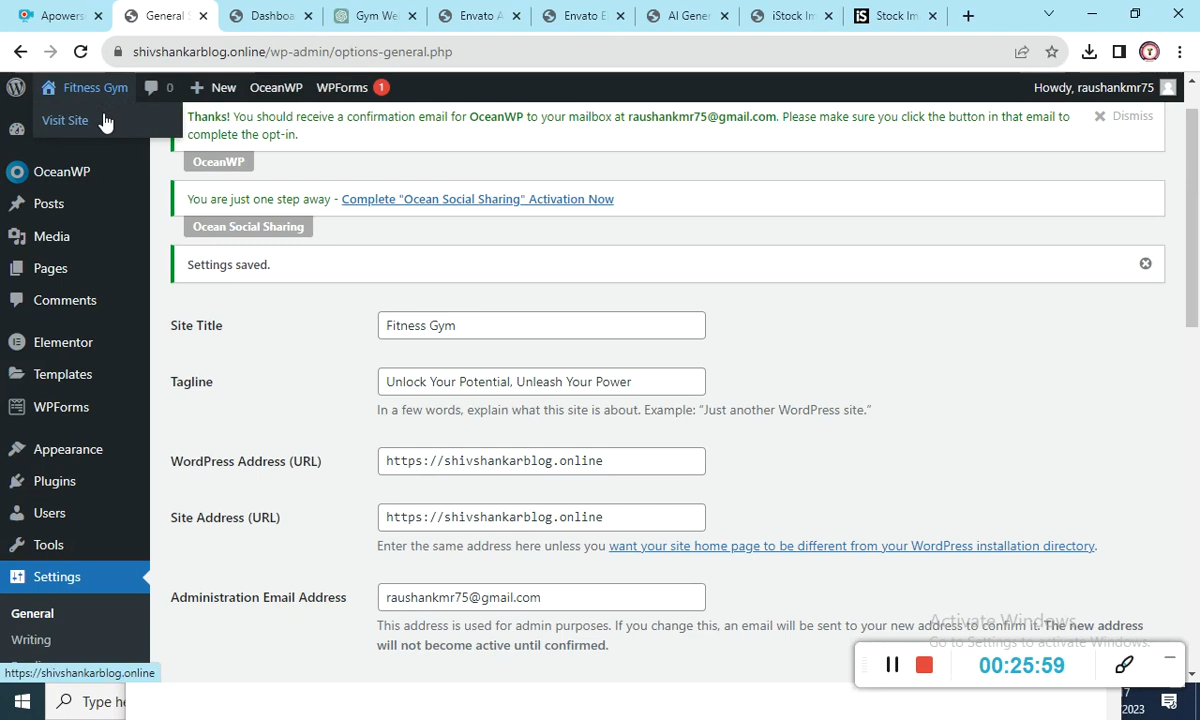 Apowers
General S
Dashboa
Gym We
Envato A
Envato E
AI Gener
iStock Im
Stock Im
shivshankarblog.online/wp-admin/options-general.php
Fitness Gym
0
New
OceanWP
WPForms
1
Howdy, raushankmr75
Visit Site
Thanks! You should receive a confirmation email for OceanWP to your mailbox at raushankmr75@gmail.com. Please make sure you click the button in that email to
complete the opt-in.
Dismiss
OceanWP
You are just one step away - Complete "Ocean Social Sharing" Activation Now
Ocean Social Sharing
Settings saved.
OceanWP
Posts
Media
Pages
Comments
Elementor
Templates
WPForms
Appearance
Plugins
Users
Tools
Settings
General
Writing
Site Title
Fitness Gym
Tagline
Unlock Your Potential, Unleash Your Power
In a few words, explain what this site is about. Example: “Just another WordPress site.”
WordPress Address (URL)
https://shivshankarblog.online
Site Address (URL)
https://shivshankarblog.online
Enter the same address here unless you want your site home page to be different from your WordPress installation directory.
Administration Email Address
raushankmr75@gmail.com
This address is used for admin purposes. If you change this, an email will be sent to your new address to confirm it. The new address
will not become active until confirmed.
Activate Windows
Go to Settings to activate Windows.
00:25:59
https://shivshankarblog.online
Type he
17
2023